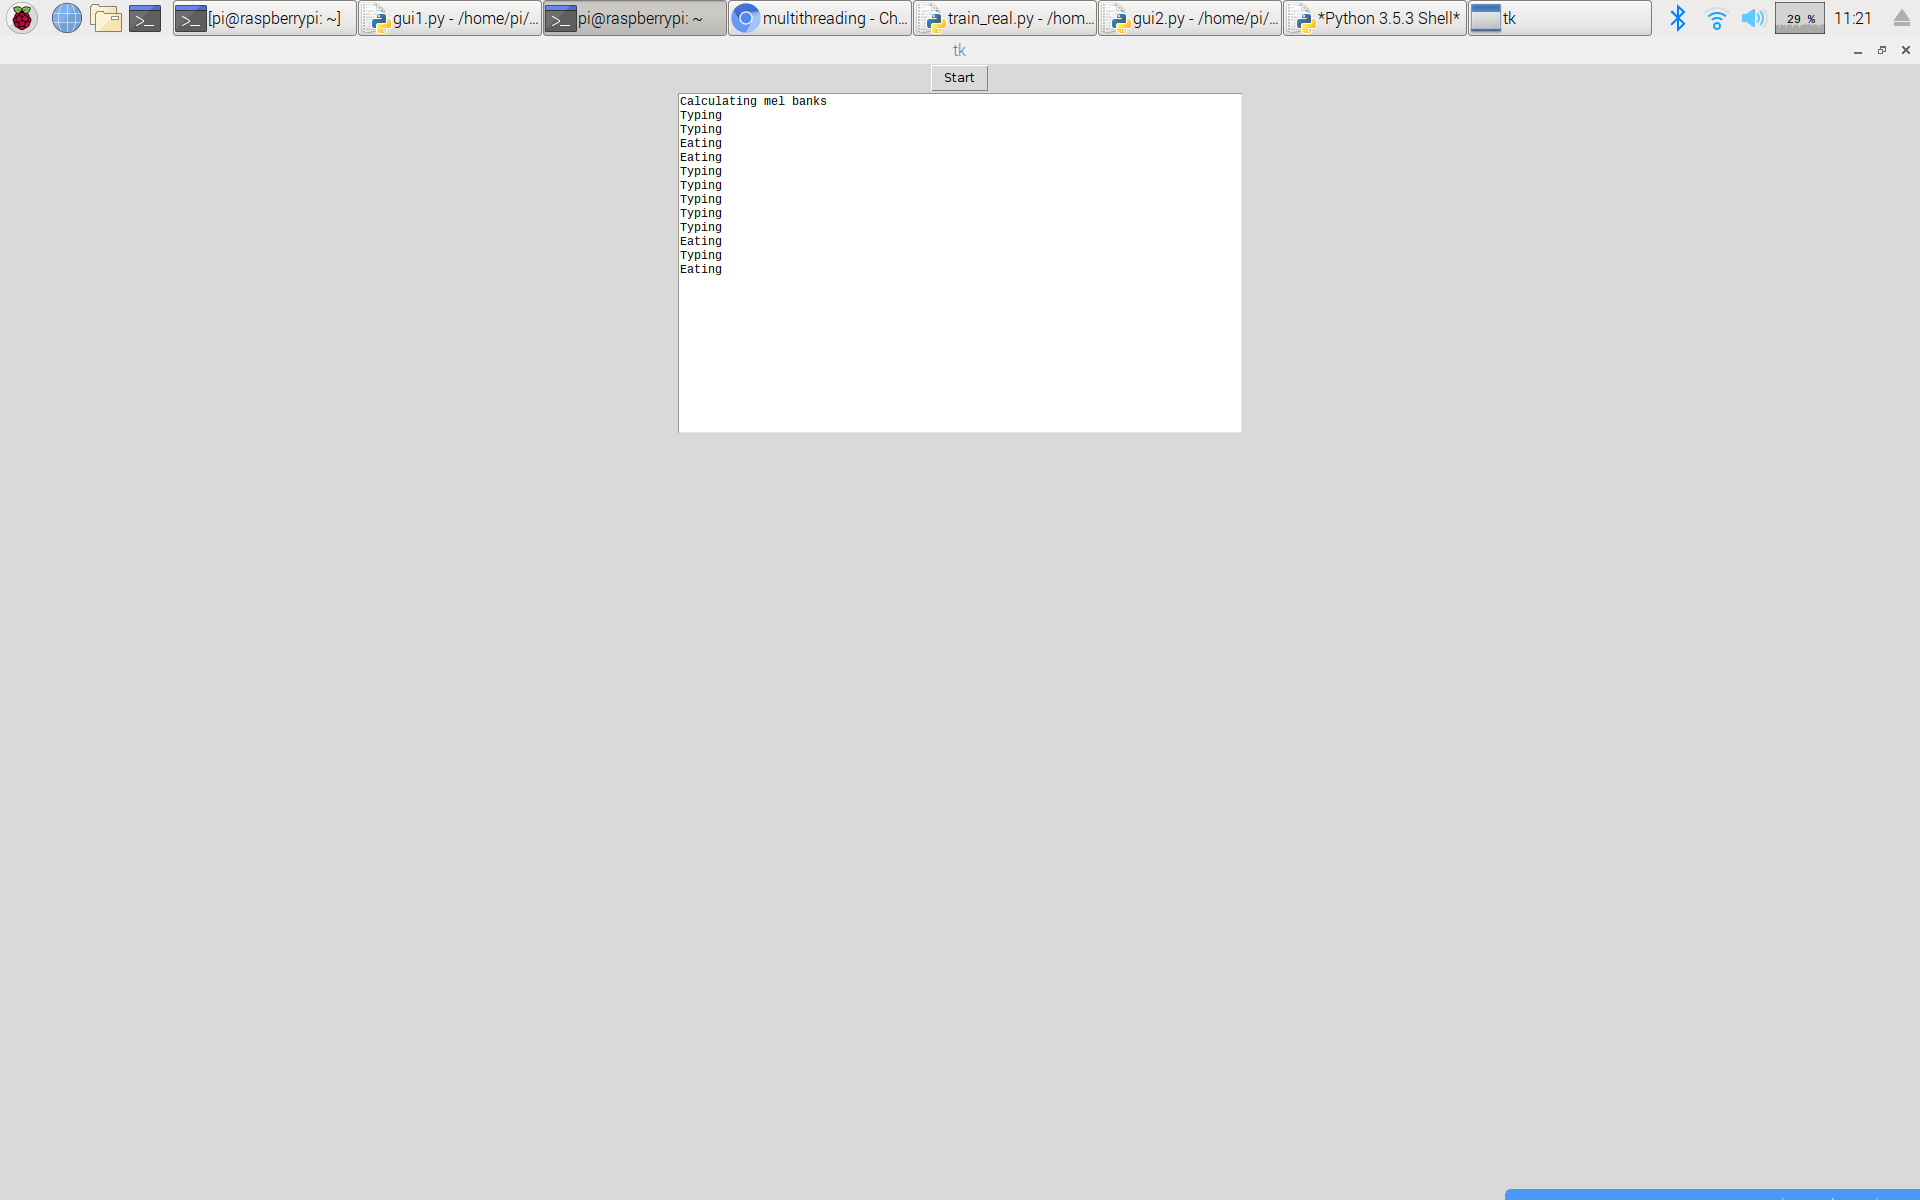 [pi@raspberrypi: ~]
gui1.py - /home/pi/...
pi@raspberrypi: ~
multithreading - Ch...
train_real.py - /hom...
gui2.py - /home/pi/...
*Python 3.5.3 Shell*
tk
29 %
11:21
tk
Start
Calculating mel banks
Typing
Typing
Eating
Eating
Typing
Typing
Typing
Typing
Typing
Eating
Typing
Eating